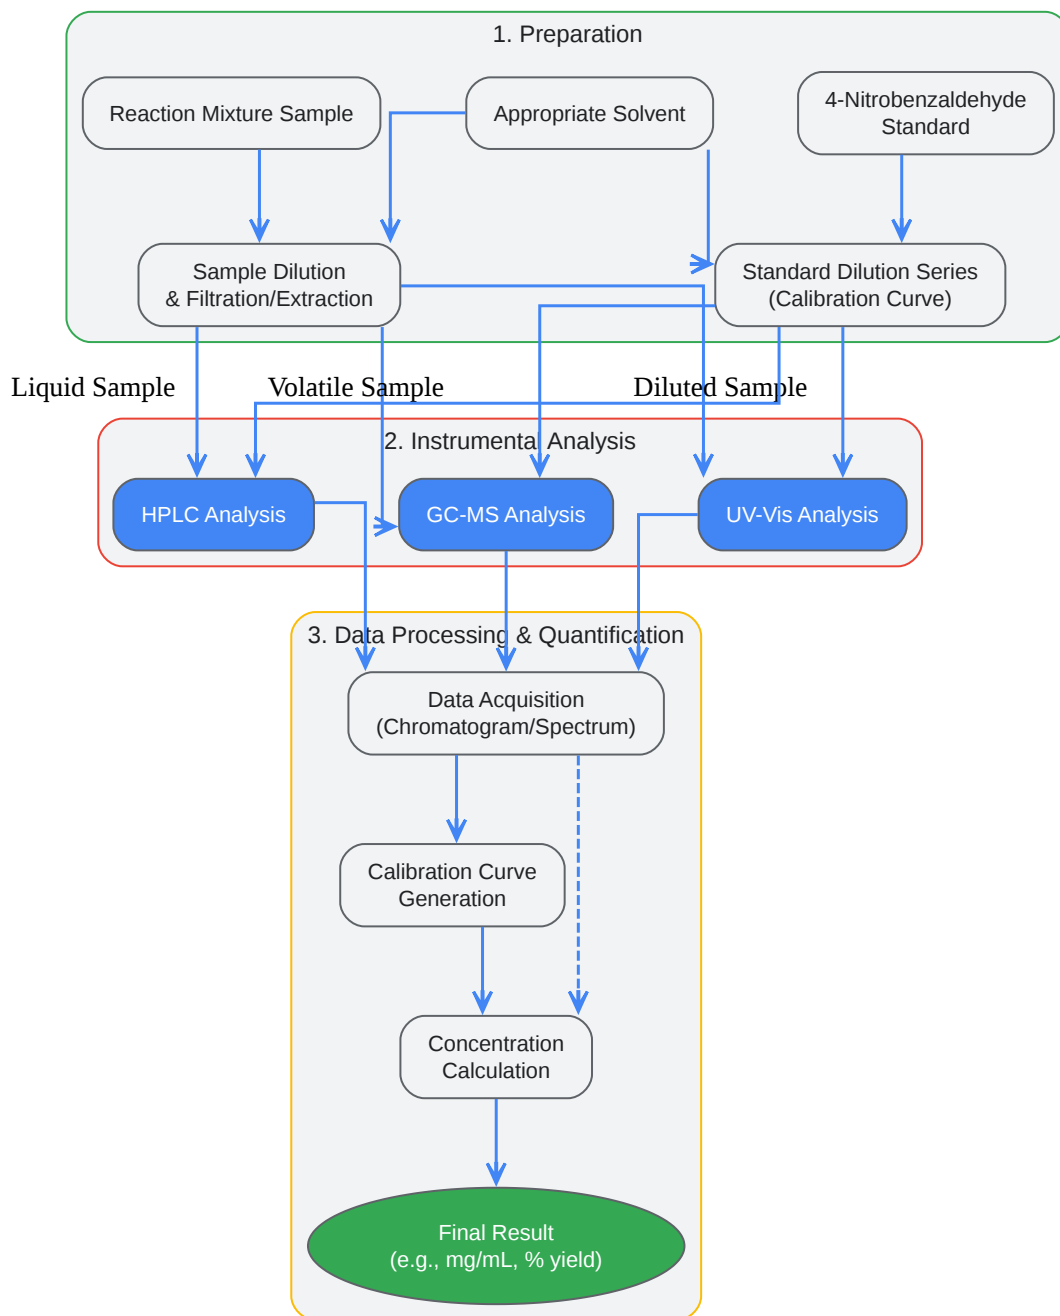 1. Preparation
Reaction Mixture Sample
Appropriate Solvent
4-Nitrobenzaldehyde
Standard
Sample Dilution
& Filtration/Extraction
Standard Dilution Series
(Calibration Curve)
Liquid Sample
Volatile Sample
Diluted Sample
2. Instrumental Analysis
HPLC Analysis
GC-MS Analysis
UV-Vis Analysis
3. Data Processing & Quantification
Data Acquisition
(Chromatogram/Spectrum)
Calibration Curve
Generation
Concentration
Calculation
Final Result
(e.g., mg/mL, % yield)